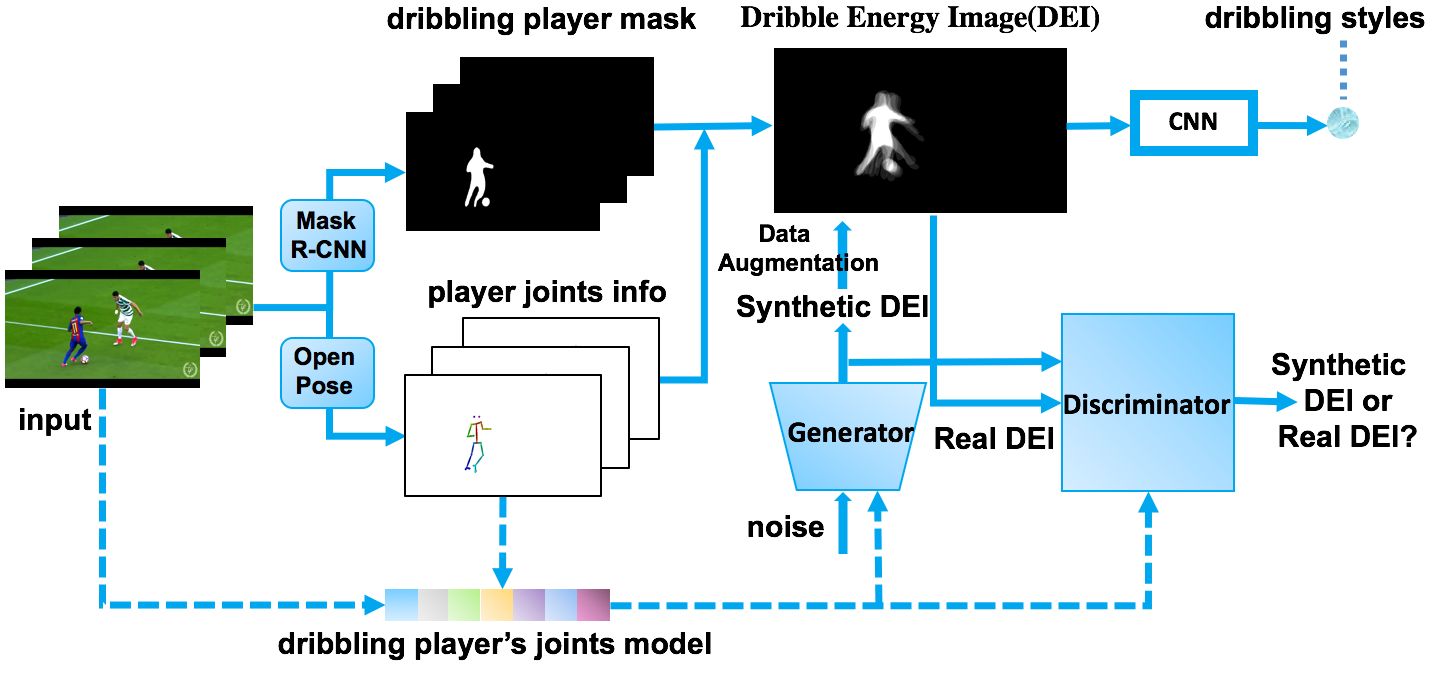 dribbling player mask
Dribble Energy Image(DEI)
dribbling styles
CNN
Mask
R-CNN
Data
Augmentation
player joints info
Synthetic DEI
Open
Pose
input
Generator
Real DEI
Discriminator
Synthetic
DEI or
Real DEI?
noise
dribbling player’s joints model